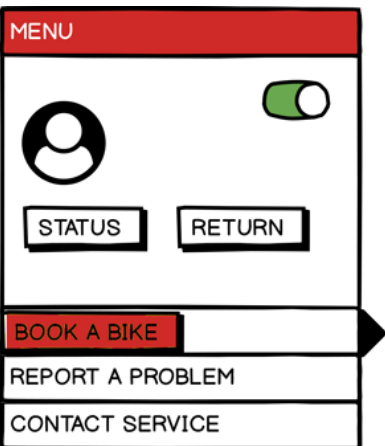 MENU
STATUS RETURN
BOOK A BIKE
REPORT A PROBLEM
CONTACT SERVICE